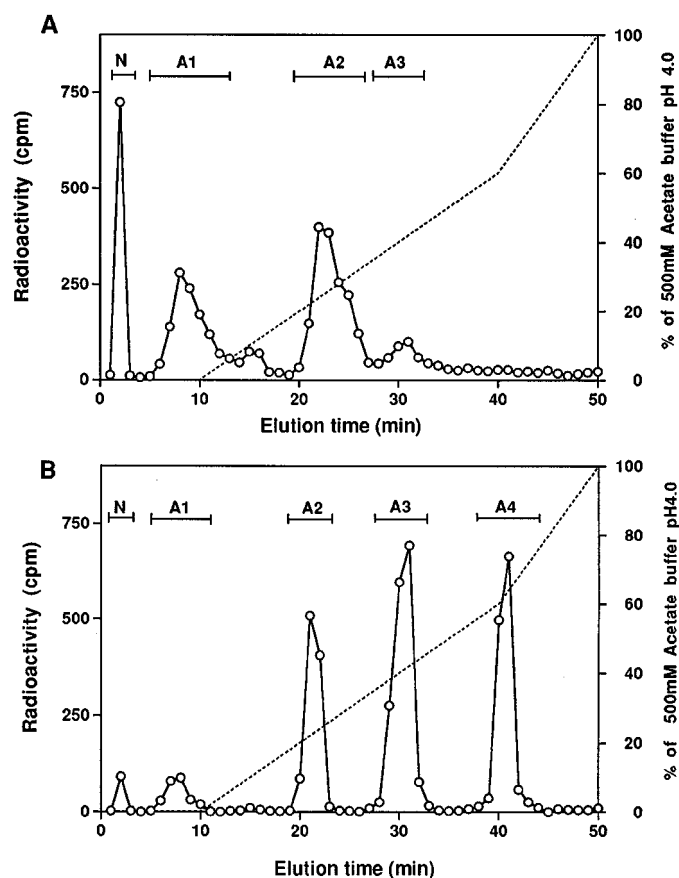 A
N A1 A2 A3
750
500
250
0
100
80
60
40
20
0
0 10 20 30 40 50
Radioactivity (cpm)
% of 500mM Acetate buffer pH 4.0
Elution time (min)
B
N A1 A2 A3 A4
750
500
250
0
100
80
60
40
20
0
0 10 20 30 40 50
Radioactivity (cpm)
% of 500mM Acetate buffer pH4.0
Elution time (min)